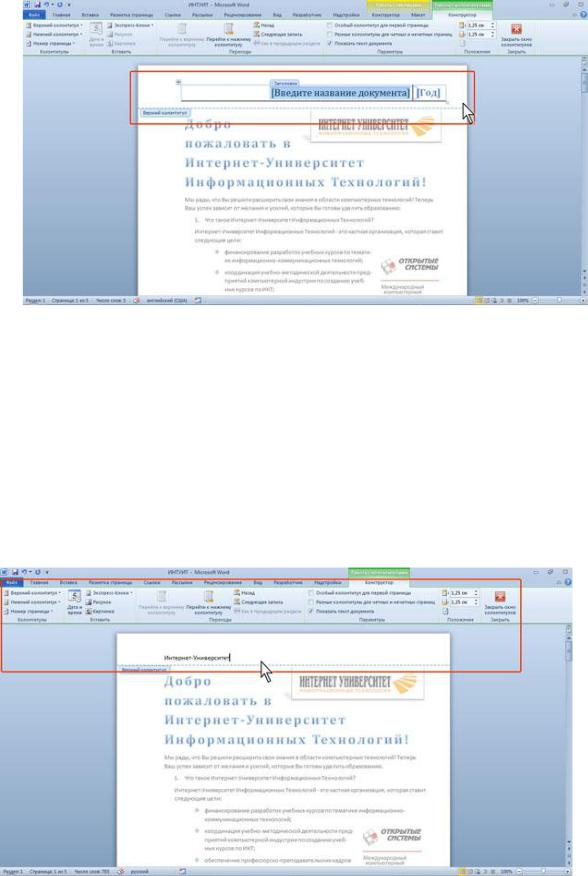 ИНТУИТ - Microsoft Word
Файл Главная Вставка Разметка страницы Ссылки Рассылки Рецензирование Вид Разработчик Надстройки Конструктор Макет Конструктор
Верхний колонтитул Экспресс-блоки Назад Особый колонтитул для первой страницы 1,25 см
Нижний колонтитул Дата и время Рисунок Перейти к верхнему колонтитулу Перейти к нижнему колонтитулу Следующая запись Разные колонтитулы для четных и нечетных страниц 1,25 см Закрыть окно колонтитулов
Номер страницы Картинка Как в предыдущем разделе Показать текст документа
Колонтитулы Вставить Переходы Параметры Положение Закрыть
Заголовок
[Введите название документа] [Год]
Верхний колонтитул
Добро
ИНТЕРНЕТ УНИВЕРСИТЕТ
ИНФОРМАЦИОННЫХ ТЕХНОЛОГИЙ
пожаловать в
Интернет-Университет
Информационных Технологий!
Мы рады, что Вы решили расширить свои знания в области компьютерных технологий! Теперь
Ваш успех зависит от желания и усилий, которые Вы готовы уделить образованию.
1. Что такое Интернет-Университет Информационных Технологий?
Интернет-Университет Информационных Технологий - это частная организация, которая ставит
следующие цели:
финансирование разработок учебных курсов по темати-
ке информационно-коммуникационных технологий;
координация учебно-методической деятельности пред-
приятий компьютерной индустрии по созданию учеб-
ных курсов по ИКТ;
ОТКРЫТЫЕ
СИСТЕМЫ
Международный
компьютерный
Раздел: 1 Страница: 1 из 5 Число слов: 3 английский (США) 100%
ИНТУИТ - Microsoft Word
Файл Главная Вставка Разметка страницы Ссылки Рассылки Рецензирование Вид Разработчик Надстройки Конструктор
Верхний колонтитул Экспресс-блоки Назад Особый колонтитул для первой страницы 1,25 см
Нижний колонтитул Дата и время Рисунок Перейти к верхнему колонтитулу Перейти к нижнему колонтитулу Следующая запись Разные колонтитулы для четных и нечетных страниц 1,25 см Закрыть окно колонтитулов
Номер страницы Картинка Как в предыдущем разделе Показать текст документа
Колонтитулы Вставить Переходы Параметры Положение Закрыть
Интернет-Университет
Верхний колонтитул
Добро
ИНТЕРНЕТ УНИВЕРСИТЕТ
ИНФОРМАЦИОННЫХ ТЕХНОЛОГИЙ
пожаловать в
Интернет-Университет
Информационных Технологий!
Мы рады, что Вы решили расширить свои знания в области компьютерных технологий! Теперь
Ваш успех зависит от желания и усилий, которые Вы готовы уделить образованию.
1. Что такое Интернет-Университет Информационных Технологий?
Интернет-Университет Информационных Технологий - это частная организация, которая ставит
следующие цели:
финансирование разработок учебных курсов по тематике информационно-
коммуникационных технологий;
координация учебно-методической деятельности пред-
приятий компьютерной индустрии по созданию учеб-
ных курсов по ИКТ;
обеспечение профессорско-преподавательских кадров
ОТКРЫТЫЕ
СИСТЕМЫ
Международный
компьютерный
Раздел: 1 Страница: 1 из 5 Число слов: 785 русский 100%